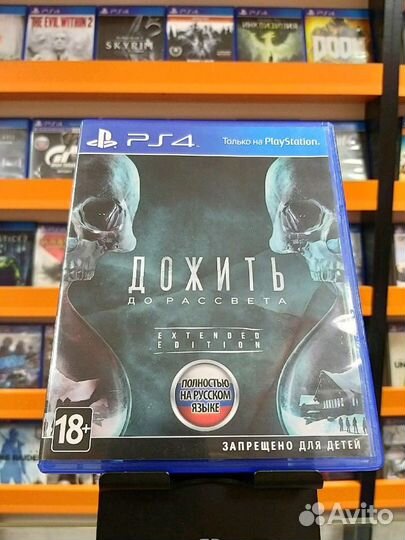 THE EVIL WITHIN 2
SKYRIM
ИНКВИЗИЦИЯ
DOOM
PS4
Только на PlayStation.
ДОЖИТЬ
ДО РАССВЕТА
EXTENDED
EDITION
ПОЛНОСТЬЮ
НА РУССКОМ
ЯЗЫКЕ
18+
ЗАПРЕЩЕНО ДЛЯ ДЕТЕЙ
Avito